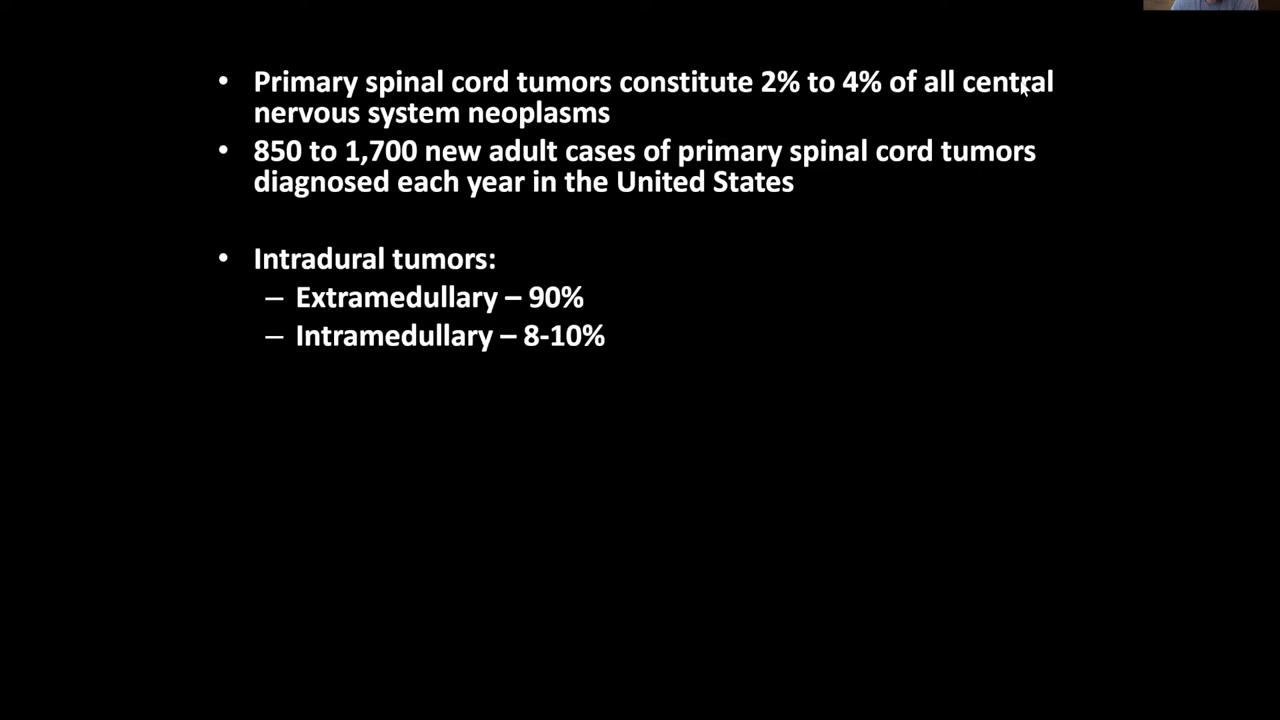 • Primary spinal cord tumors constitute 2% to 4% of all central
nervous system neoplasms
• 850 to 1,700 new adult cases of primary spinal cord tumors
diagnosed each year in the United States
• Intradural tumors:
– Extramedullary – 90%
– Intramedullary – 8-10%